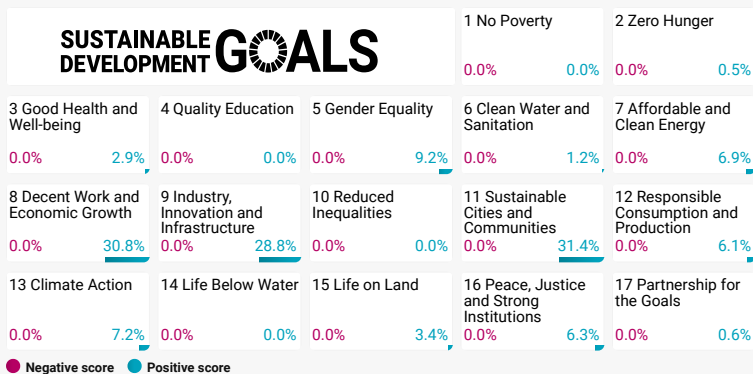 SUSTAINABLE
DEVELOPMENT GOALS
1 No Poverty
0.0% 0.0%
2 Zero Hunger
0.0% 0.5%
3 Good Health and
Well-being
0.0% 2.9%
4 Quality Education
0.0% 0.0%
5 Gender Equality
0.0% 9.2%
6 Clean Water and
Sanitation
0.0% 1.2%
7 Affordable and
Clean Energy
0.0% 6.9%
8 Decent Work and
Economic Growth
0.0% 30.8%
9 Industry,
Innovation and
Infrastructure
0.0% 28.8%
10 Reduced
Inequalities
0.0% 0.0%
11 Sustainable
Cities and
Communities
0.0% 31.4%
12 Responsible
Consumption and
Production
0.0% 6.1%
13 Climate Action
0.0% 7.2%
14 Life Below Water
0.0% 0.0%
15 Life on Land
0.0% 3.4%
16 Peace, Justice
and Strong
Institutions
0.0% 6.3%
17 Partnership for
the Goals
0.0% 0.6%
Negative score Positive score